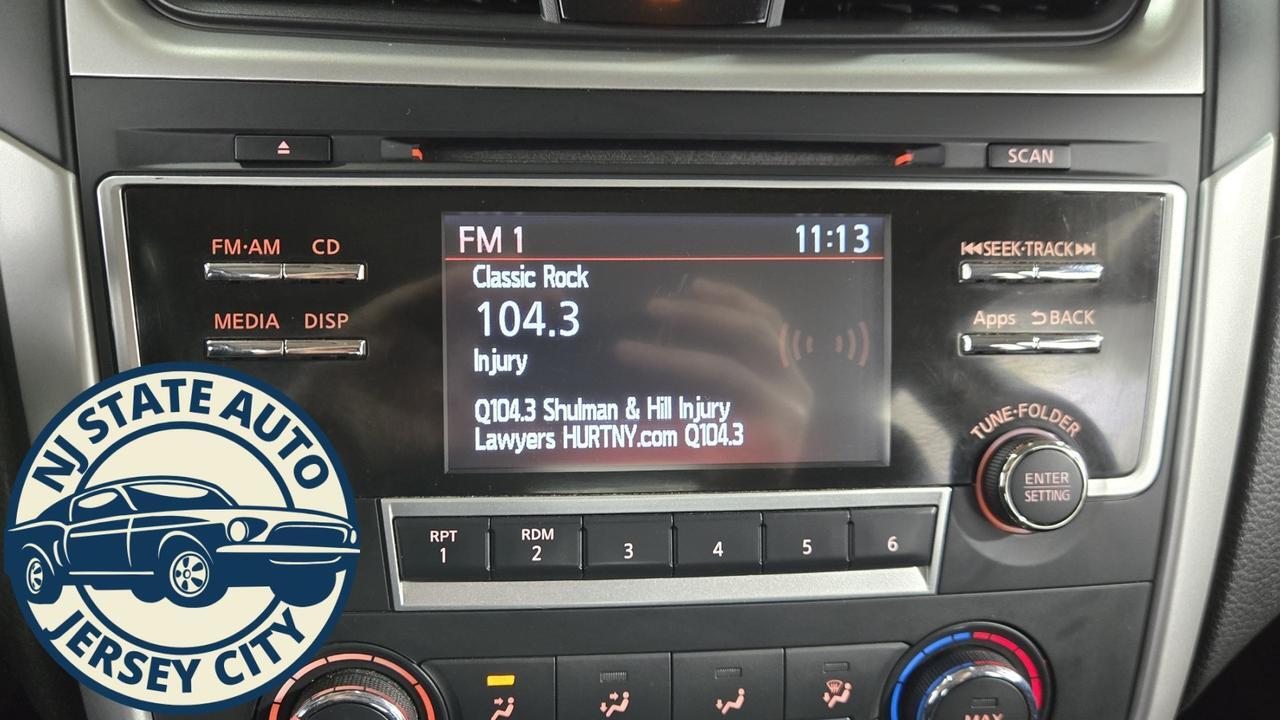 SCAN
FM·AM CD
MEDIA DISP
FM 1 11:13
Classic Rock
104.3
Injury
Q104.3 Shulman & Hill Injury
Lawyers HURTNY.com Q104.3
SEEK·TRACK
Apps BACK
TUNE·FOLDER
ENTER
SETTING
RPT
1
RDM
2
3
4
5
6
MAX
NJ STATE AUTO
JERSEY CITY